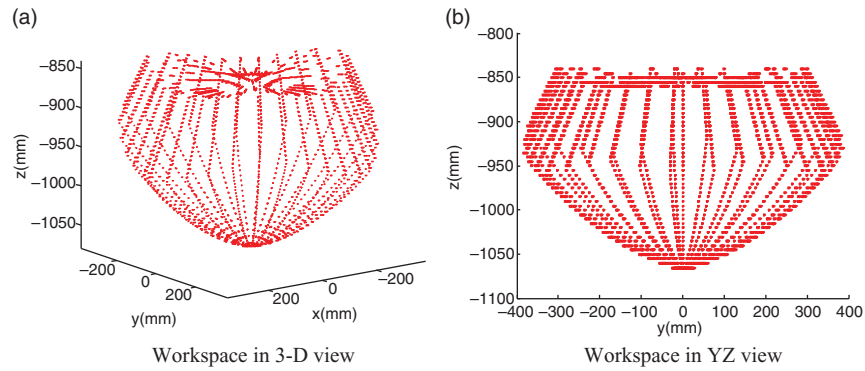 (a)
−850
−900
−950
−1000
−1050
z(mm)
−200
0
200
y(mm)
200
0
−200
x(mm)
Workspace in 3-D view
(b)
−800
−850
−900
−950
−1000
−1050
−1100
z(mm)
−400 −300 −200 −100 0 100 200 300 400
y(mm)
Workspace in YZ view